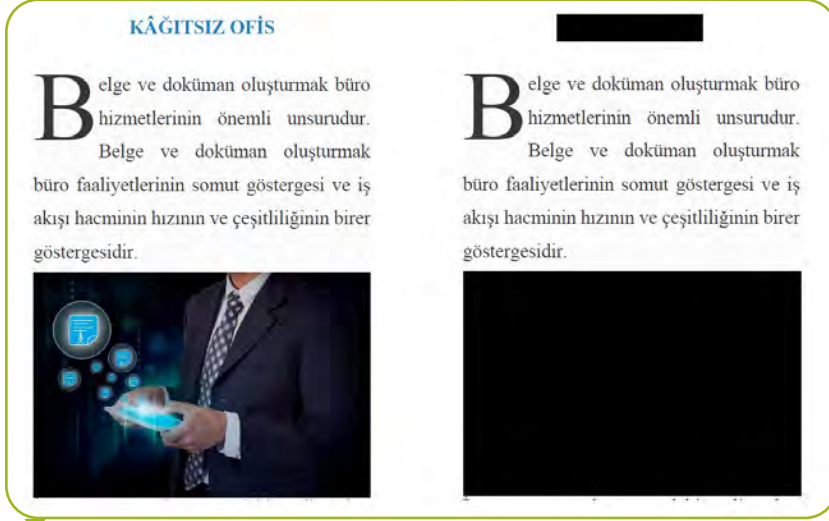 KÂĞITSIZ OFİS
Belge ve doküman oluşturmak büro
hizmetlerinin önemli unsurudur.
Belge ve doküman oluşturmak
büro faaliyetlerinin somut göstergesi ve iş
akışı hacminin hızının ve çeşitliliğinin birer
göstergesidir.
Belge ve doküman oluşturmak büro
hizmetlerinin önemli unsurudur.
Belge ve doküman oluşturmak
büro faaliyetlerinin somut göstergesi ve iş
akışı hacminin hızının ve çeşitliliğinin birer
göstergesidir.